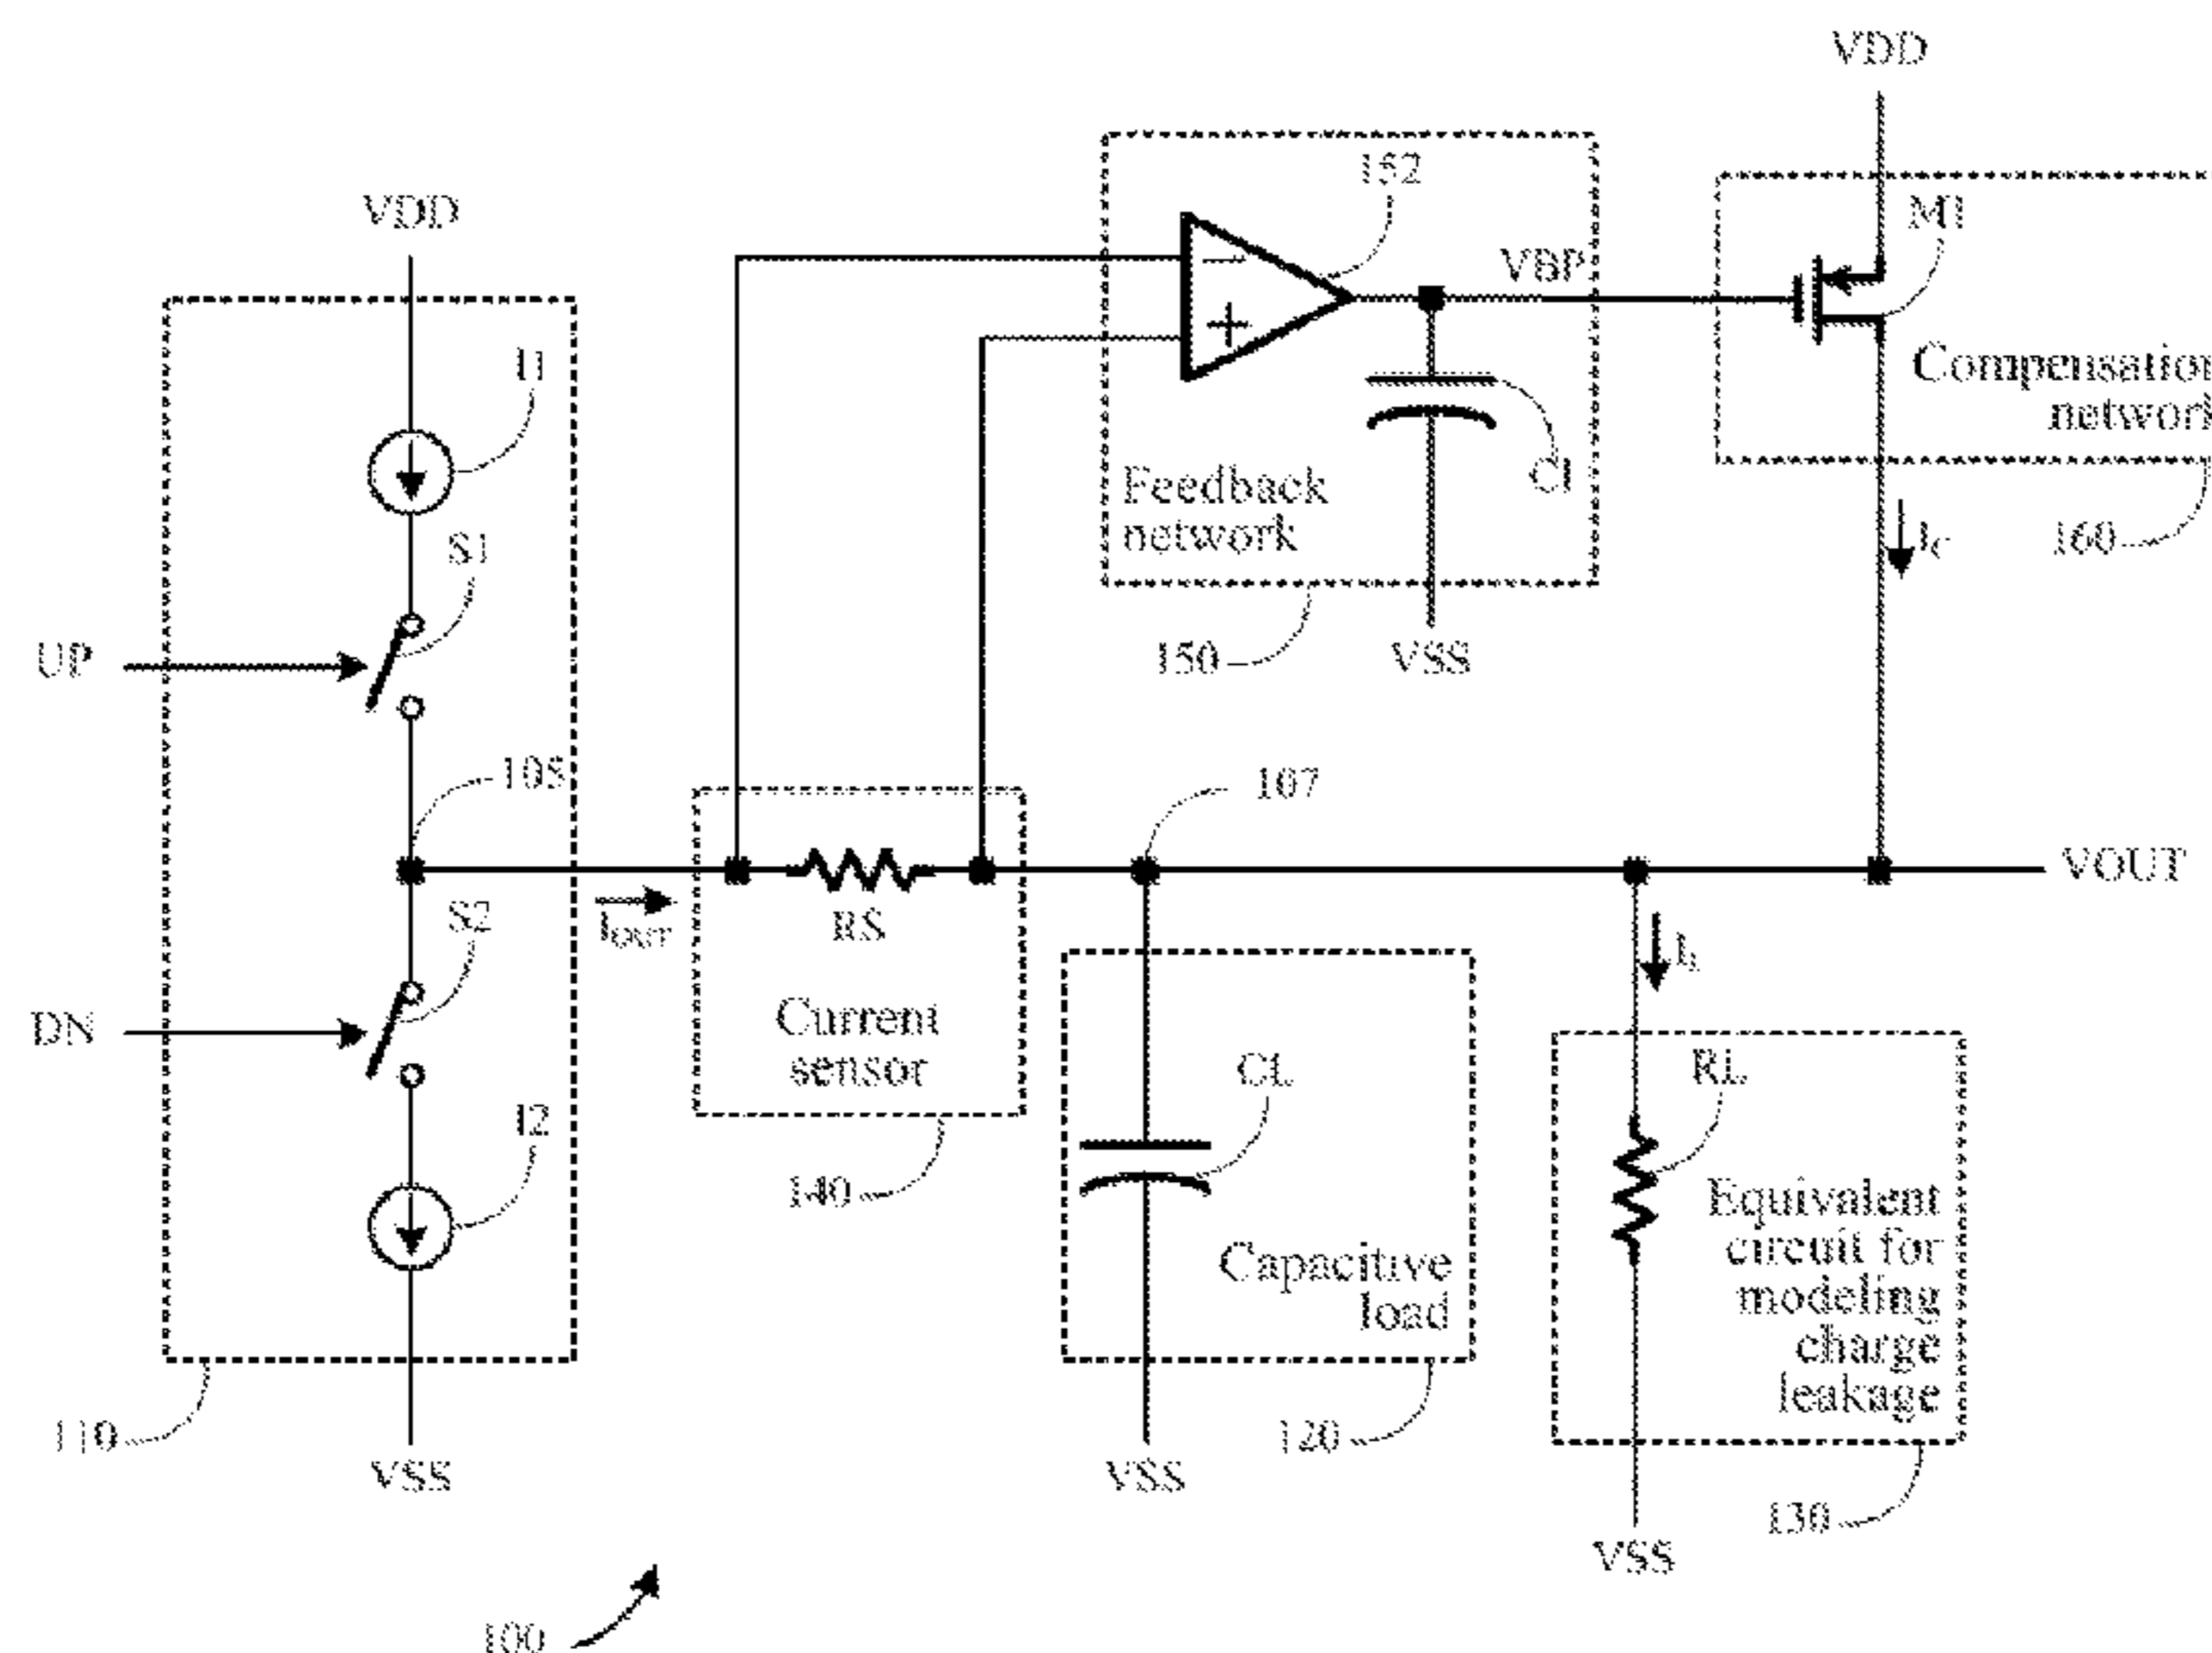 VDD
VDD
152
M1
VBP
I1
Compensation
network
CI
Feedback
network
S1
IC
160
UP
150
VSS
105
107
VOUT
S2
IOUT
RS
IL
DN
Current
sensor
CL
RL
I2
140
Equivalent
circuit for
modeling
charge
leakage
Capacitive
load
110
120
VSS
VSS
130
VSS
100